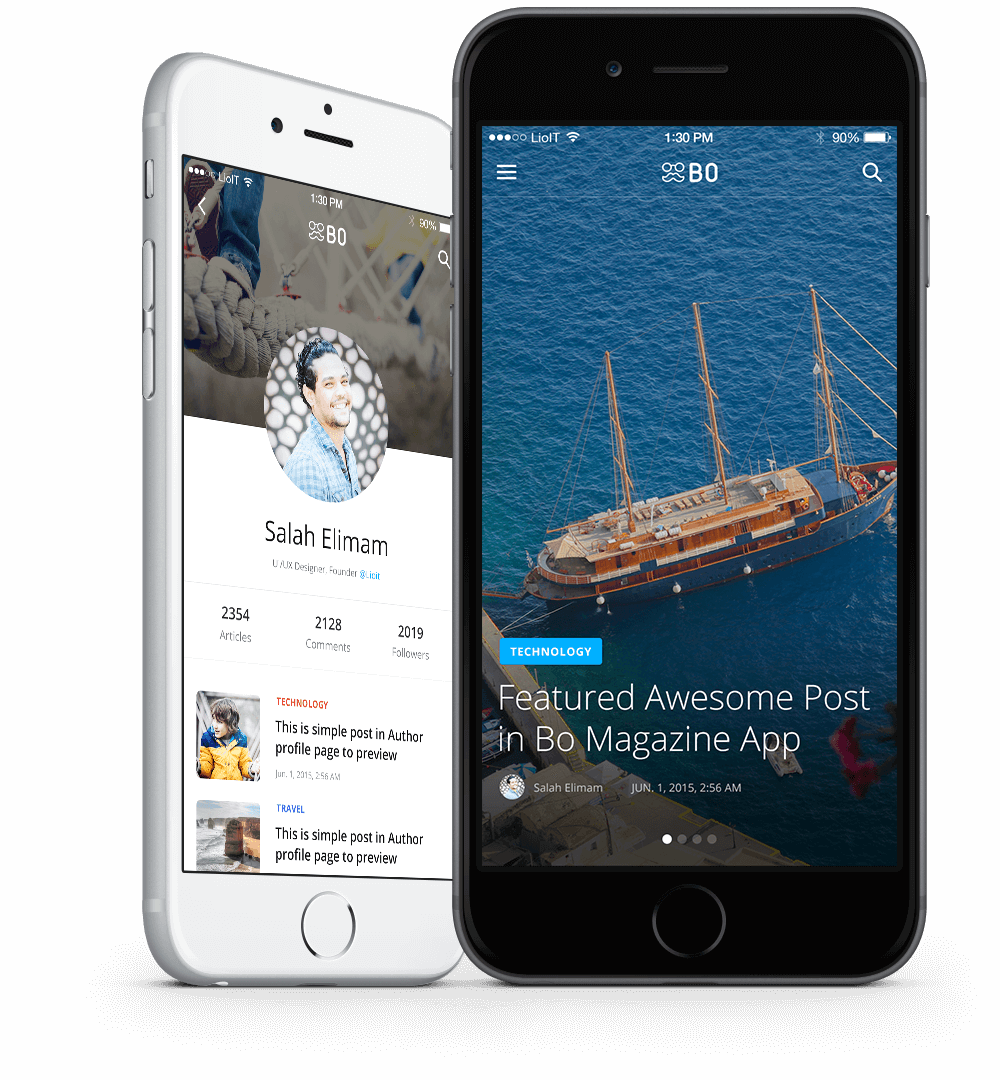 LioIT
1:30 PM
90%
BO
Salah Elimam
UI/UX Designer. Founder @Lioit
2354
Articles
2128
Comments
2019
Followers
TECHNOLOGY
This is simple post in Author
profile page to preview
Jun. 1, 2015, 2:56 AM
TRAVEL
This is simple post in Author
profile page to preview
LioIT
1:30 PM
90%
BO
TECHNOLOGY
Featured Awesome Post
in Bo Magazine App
Salah Elimam
JUN. 1, 2015, 2:56 AM